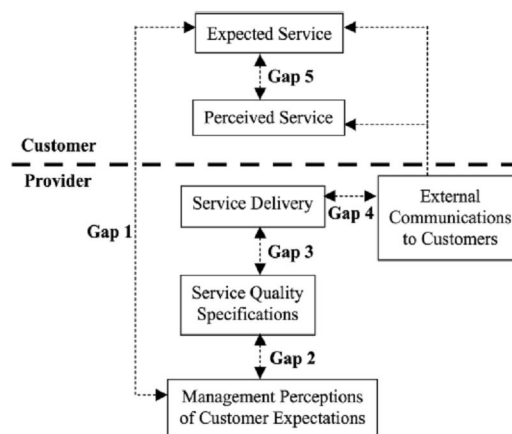 Expected Service
Gap 5
Perceived Service
Customer
Provider
Service Delivery
Gap 4
External
Communications
to Customers
Gap 1
Gap 3
Service Quality
Specifications
Gap 2
Management Perceptions
of Customer Expectations